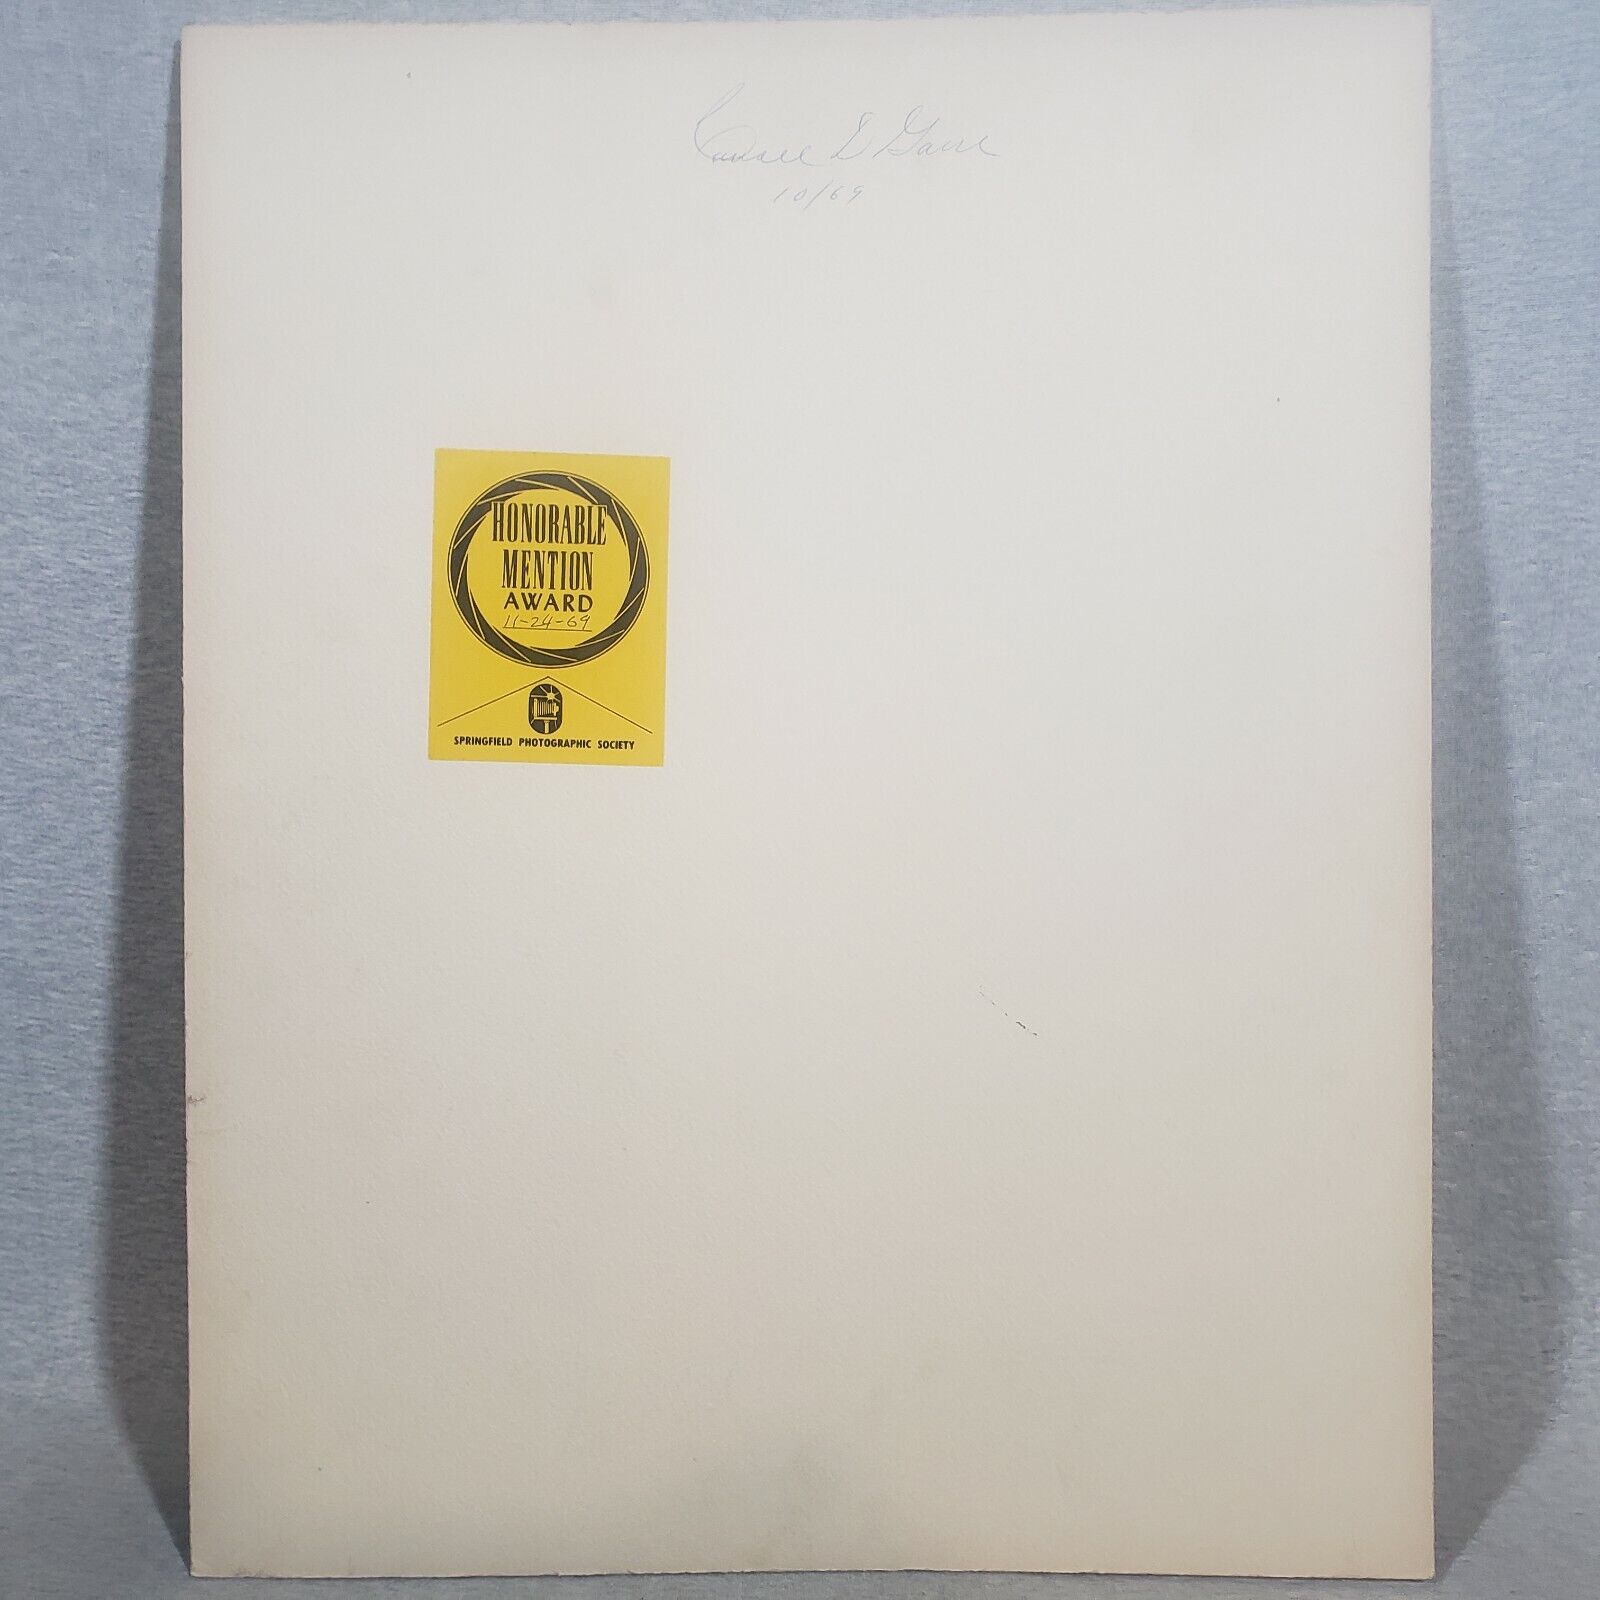 D
10/69
HONORABLE
MENTION
AWARD
11-24-69
SPRINGFIELD PHOTOGRAPHIC SOCIETY